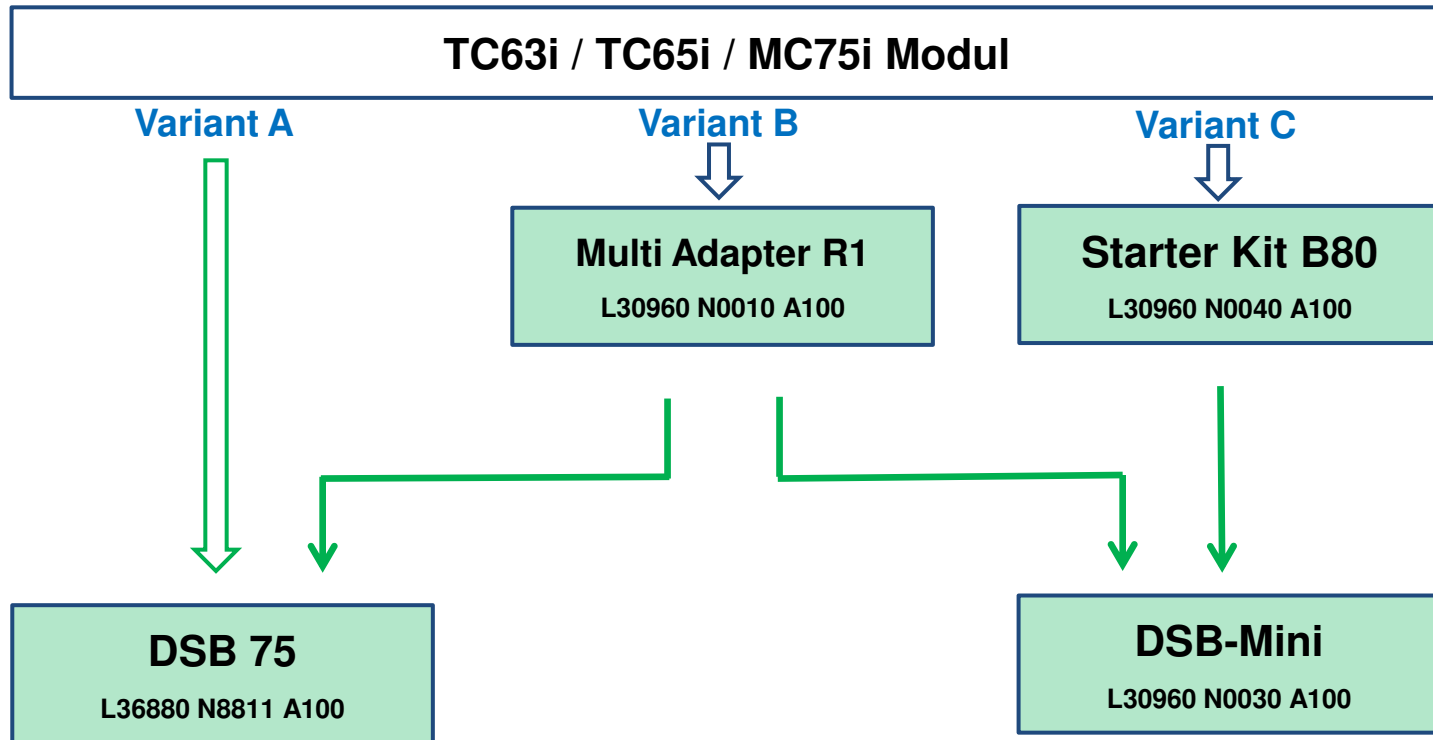 TC63i / TC65i / MC75i Modul
Variant A
Variant B
Variant C
Multi Adapter R1
L30960 N0010 A100
Starter Kit B80
L30960 N0040 A100
DSB 75
L36880 N8811 A100
DSB-Mini
L30960 N0030 A100